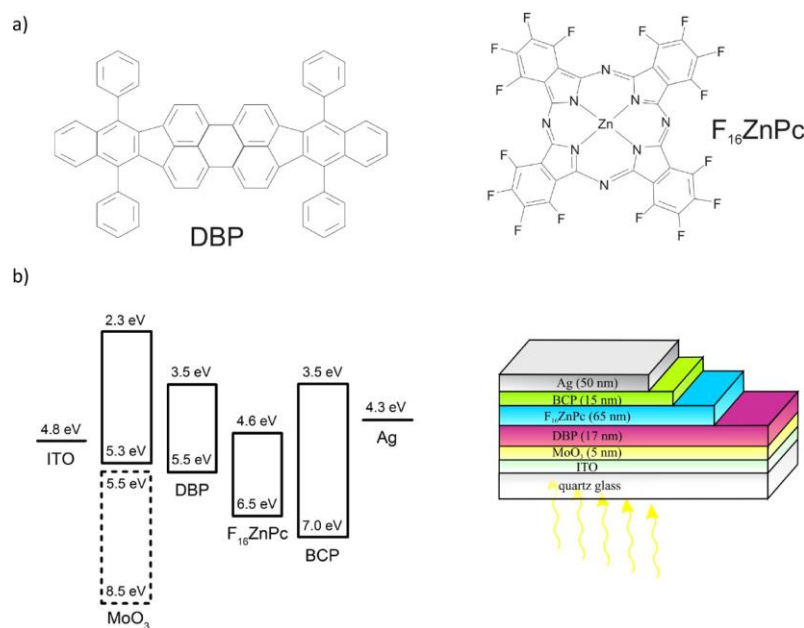 a)
DBP
F F F F F F F F
N N N
N N
N Zn N
N N
N N N
F F F F F F F F
F₁₆ZnPc
b)
2.3 eV
3.5 eV
3.5 eV
4.6 eV
4.3 eV
4.8 eV
Ag
ITO
5.3 eV
5.5 eV
5.5 eV
DBP
6.5 eV
F₁₆ZnPc
7.0 eV
BCP
8.5 eV
MoO₃
Ag (50 nm)
BCP (15 nm)
F₁₆ZnPc (65 nm)
DBP (17 nm)
MoO₃ (5 nm)
ITO
quartz glass